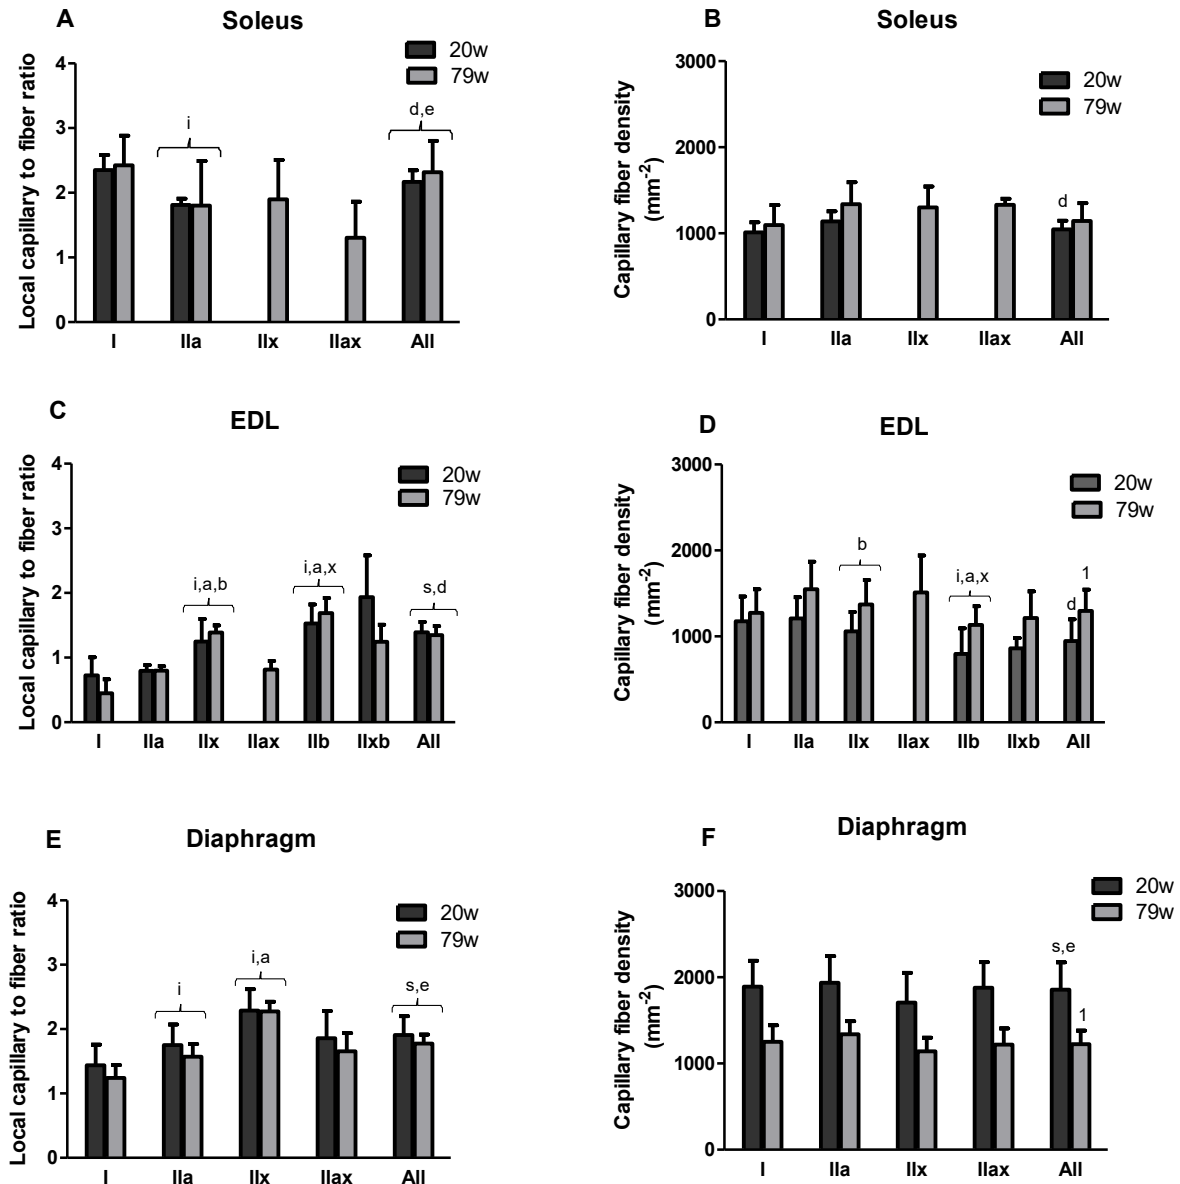 A
Soleus
20w
79w
Local capillary to fiber ratio
4
3
2
1
0
i
d,e
I IIa IIx IIax All
B
Soleus
20w
79w
Capillary fiber density
(mm-2)
3000
2000
1000
0
d
I IIa IIx IIax All
C
EDL
20w
79w
Local capillary to fiber ratio
4
3
2
1
0
i,a,b
i,a,x
s,d
I IIa IIx IIax IIb IIxb All
D
EDL
20w
79w
Capillary fiber density
(mm-2)
3000
2000
1000
0
b
i,a,x
d
1
I IIa IIx IIax IIb IIxb All
E
Diaphragm
20w
79w
Local capillary to fiber ratio
4
3
2
1
0
i
i,a
s,e
I IIa IIx IIax All
F
Diaphragm
20w
79w
Capillary fiber density
(mm-2)
3000
2000
1000
0
s,e
1
I IIa IIx IIax All